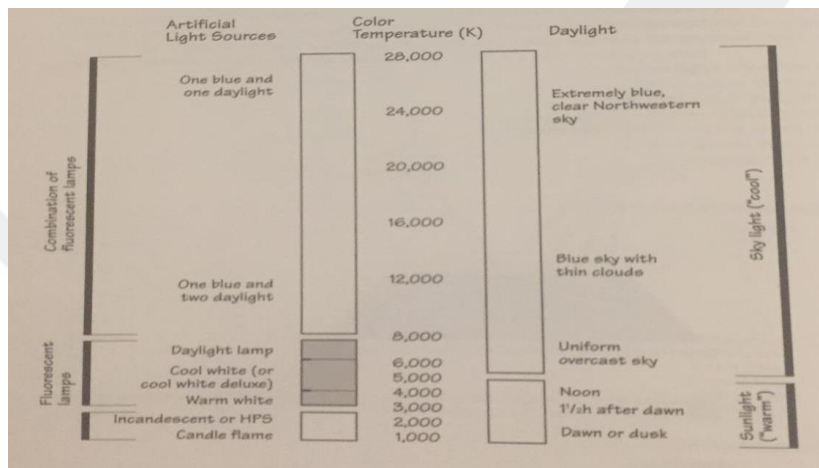 Artificial
Light Sources
Color
Temperature (K)
Daylight
28,000
One blue and
one daylight
Extremely blue,
clear Northwestern
sky
24,000
20,000
Combination of
fluorescent lamps
Sky light ("cool")
16,000
Blue sky with
thin clouds
12,000
One blue and
two daylight
8,000
Daylight lamp
Uniform
overcast sky
6,000
Fluorescent
lamps
Cool white (or
cool white deluxe)
5,000
4,000
Noon
Warm white
3,000
1 1/2h after dawn
Sunlight
("warm")
Incandescent or HPS
2,000
Candle flame
1,000
Dawn or dusk